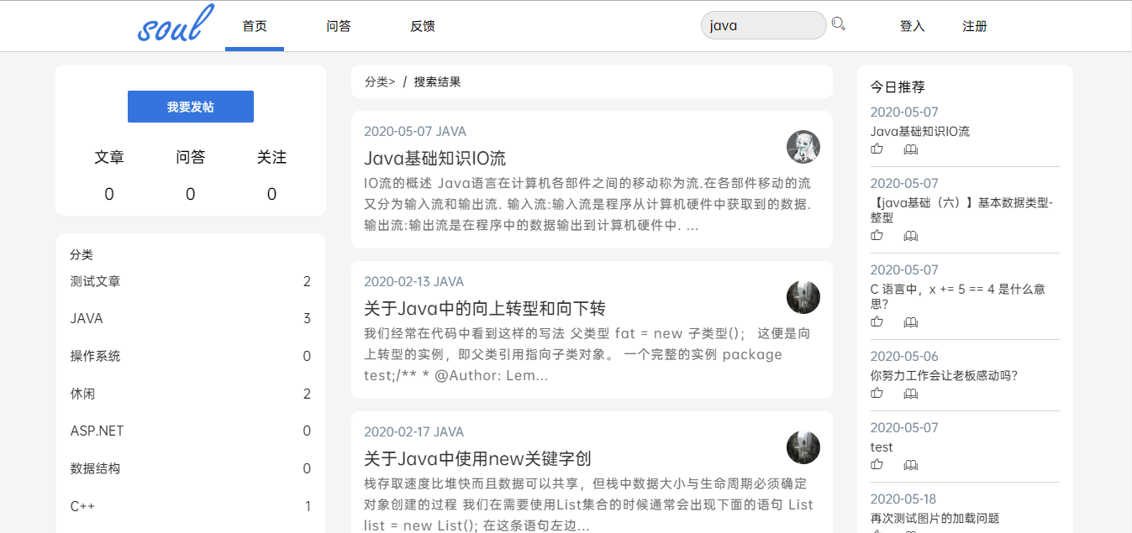 soul
首页
问答
反馈
java
登入
注册
我要发帖
文章 问答 关注
0 0 0
分类
测试文章 2
JAVA 3
操作系统 0
休闲 2
ASP.NET 0
数据结构 0
C++ 1
分类> / 搜索结果
2020-05-07 JAVA
Java基础知识IO流
IO流的概述 Java语言在计算机各部件之间的移动称为流.在各部件移动的流
又分为输入流和输出流. 输入流:输入流是程序从计算机硬件中获取到的数据.
输出流:输出流是在程序中的数据输出到计算机硬件中. ...
2020-02-13 JAVA
关于Java中的向上转型和向下转
我们经常在代码中看到这样的写法 父类型 fat = new 子类型()； 这便是向
上转型的实例，即父类引用指向子类对象。 一个完整的实例 package
test;/** * @Author: Lem...
2020-02-17 JAVA
关于Java中使用new关键字创
栈存取速度比堆快而且数据可以共享，但栈中数据大小与生命周期必须确定
对象创建的过程 我们在需要使用List集合的时候通常会出现下面的语句 List
list = new List(); 在这条语句左边...
今日推荐
2020-05-07
Java基础知识IO流
2020-05-07
【java基础（六）】基本数据类型-
整型
2020-05-07
C 语言中，x += 5 == 4 是什么意
思？
2020-05-06
你努力工作会让老板感动吗？
2020-05-07
test
2020-05-18
再次测试图片的加载问题